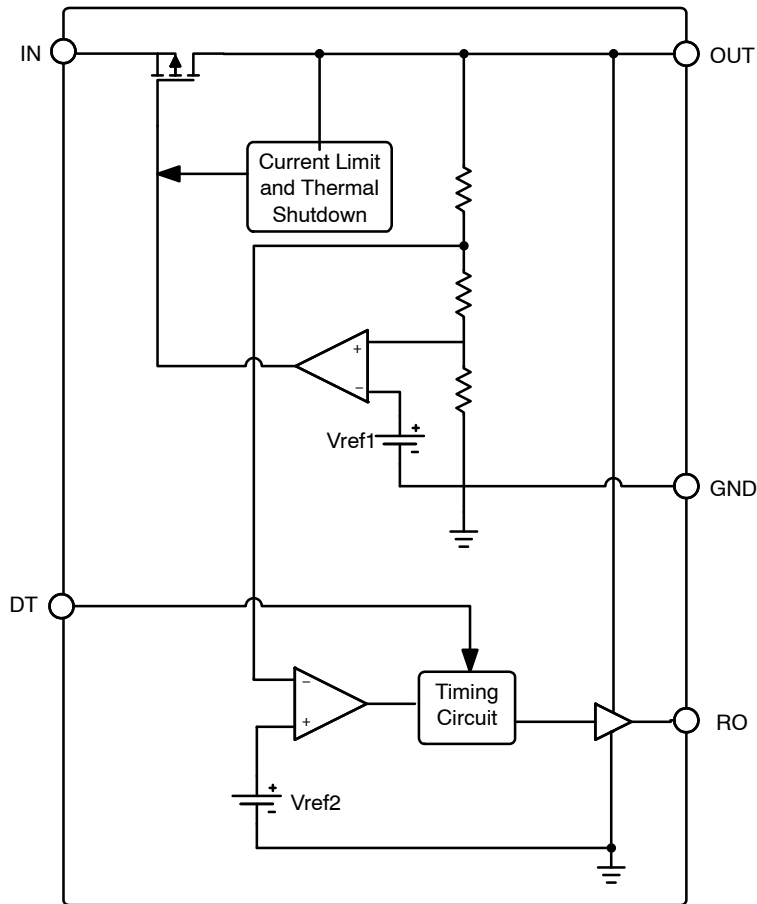 IN
OUT
Current Limit
and Thermal
Shutdown
+
−
Vref1
+
-
GND
DT
−
+
Timing
Circuit
RO
+
-
Vref2